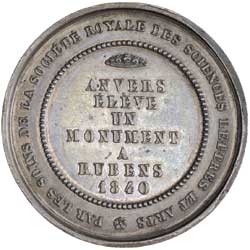 PAR LES SOINS DE LA SOCIÉTÉ ROYALE DES SCIENCES LETTRES ET ARTS
ANVERS
ÉLÈVE
UN
MONUMENT
A
RUBENS
1840